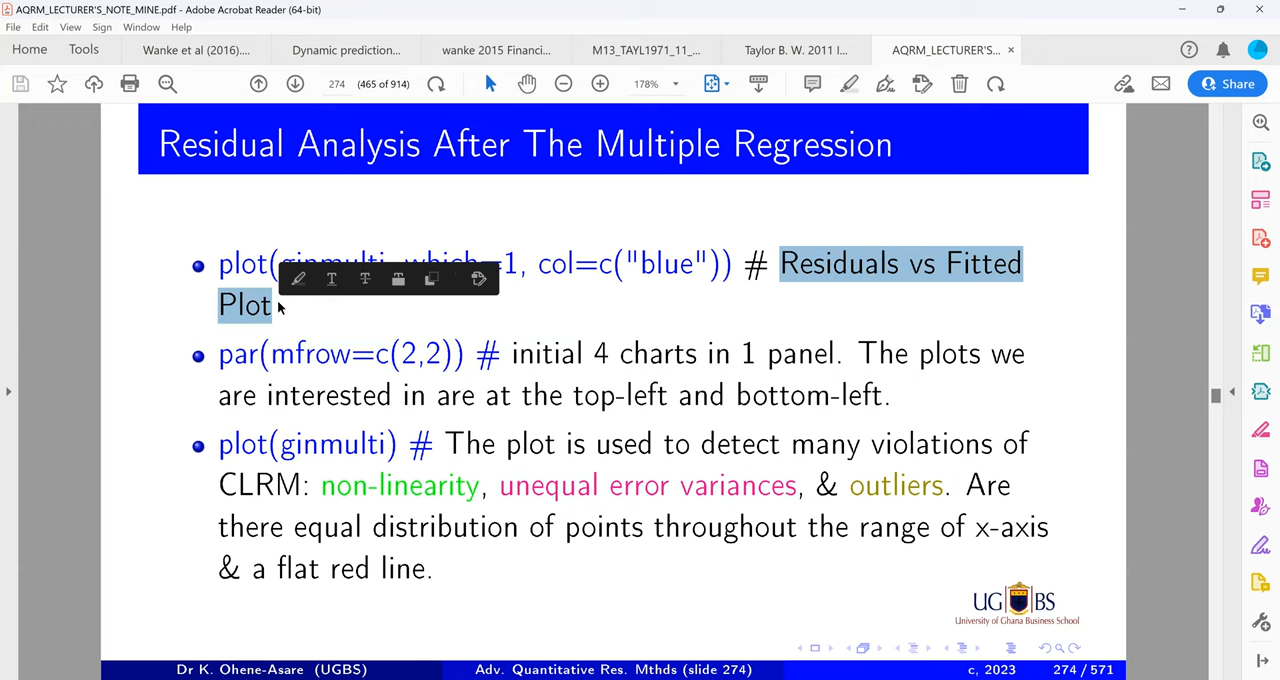 AQRM_LECTURER'S_NOTE_MINE.pdf - Adobe Acrobat Reader (64-bit)
File Edit View Sign Window Help
Home Tools Wanke et al (2016).... Dynamic prediction... wanke 2015 Financi... M13_TAYL1971_11_... Taylor B. W. 2011 I... AQRM_LECTURER'S... ×
274 (465 of 914) 178% Share
Residual Analysis After The Multiple Regression
plot(ginmulti, which=1, col=c("blue")) # Residuals vs Fitted
Plot
par(mfrow=c(2,2)) # initial 4 charts in 1 panel. The plots we
are interested in are at the top-left and bottom-left.
plot(ginmulti) # The plot is used to detect many violations of
CLRM: non-linearity, unequal error variances, & outliers. Are
there equal distribution of points throughout the range of x-axis
& a flat red line.
UG BS
University of Ghana Business School
Dr K. Ohene-Asare (UGBS) Adv. Quantitative Res. Mthds (slide 274) c, 2023 274 / 571